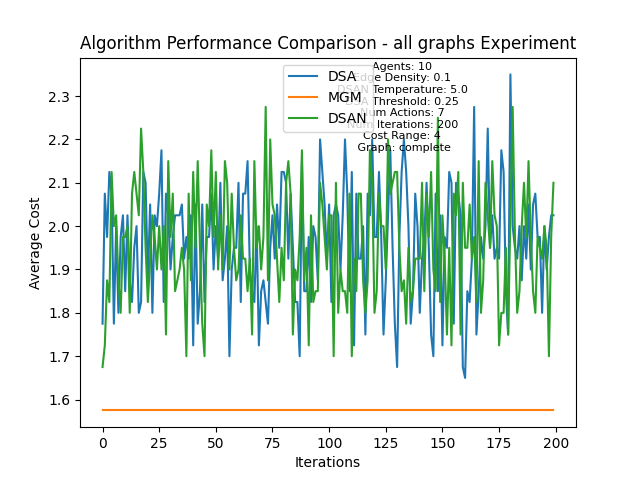 Algorithm Performance Comparison - all graphs Experiment
DSA
MGM
DSAN
Agents: 10
Edge Density: 0.1
DSAN Temperature: 5.0
DSA Threshold: 0.25
Num Actions: 7
Num Iterations: 200
Cost Range: 4
Graph: complete
Average Cost
2.3
2.2
2.1
2.0
1.9
1.8
1.7
1.6
0
25
50
75
100
125
150
175
200
Iterations